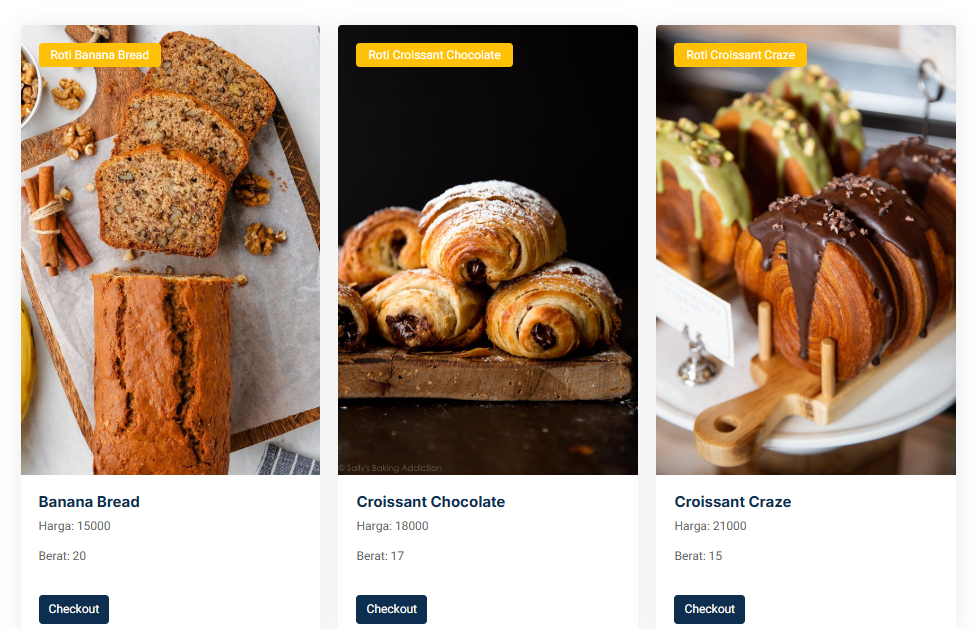 Roti Banana Bread
Roti Croissant Chocolate
Roti Croissant Craze
© Sally's Baking Addiction
Banana Bread
Harga: 15000
Berat: 20
Checkout
Croissant Chocolate
Harga: 18000
Berat: 17
Checkout
Croissant Craze
Harga: 21000
Berat: 15
Checkout